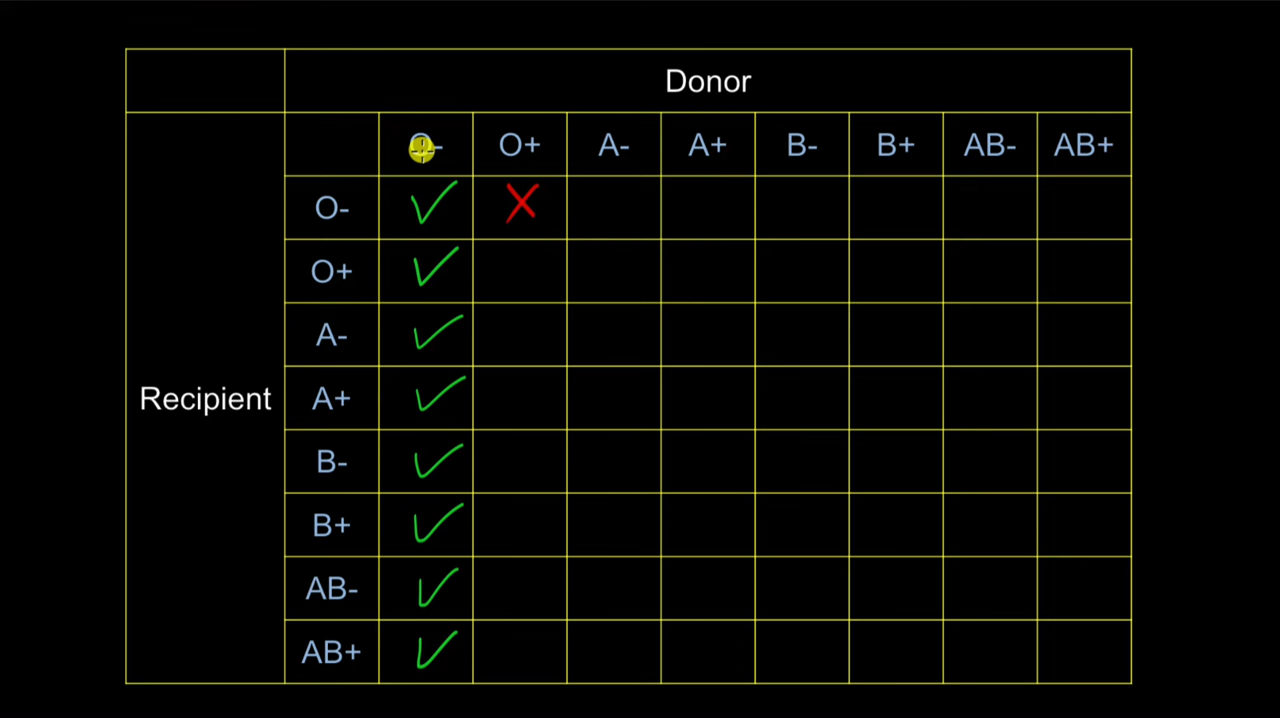 Donor
O+ A- A+ B- B+ AB- AB+
O-
O+
A-
Recipient
A+
B-
B+
AB-
AB+